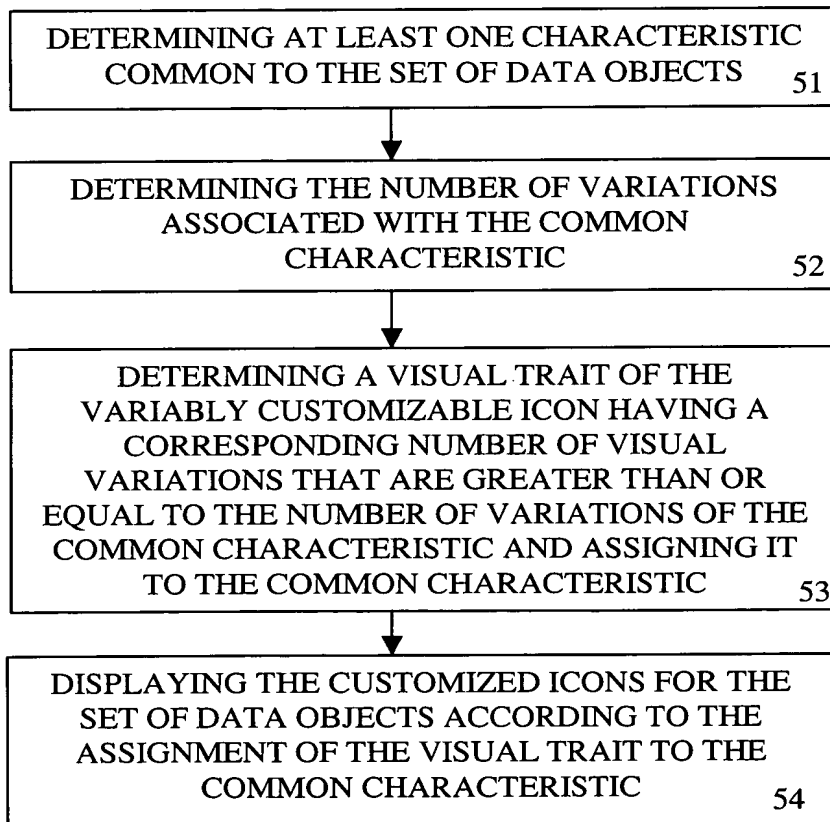 DETERMINING AT LEAST ONE CHARACTERISTIC
COMMON TO THE SET OF DATA OBJECTS
51
DETERMINING THE NUMBER OF VARIATIONS
ASSOCIATED WITH THE COMMON
CHARACTERISTIC
52
DETERMINING A VISUAL TRAIT OF THE
VARIABLY CUSTOMIZABLE ICON HAVING A
CORRESPONDING NUMBER OF VISUAL
VARIATIONS THAT ARE GREATER THAN OR
EQUAL TO THE NUMBER OF VARIATIONS OF THE
COMMON CHARACTERISTIC AND ASSIGNING IT
TO THE COMMON CHARACTERISTIC
53
DISPLAYING THE CUSTOMIZED ICONS FOR THE
SET OF DATA OBJECTS ACCORDING TO THE
ASSIGNMENT OF THE VISUAL TRAIT TO THE
COMMON CHARACTERISTIC
54